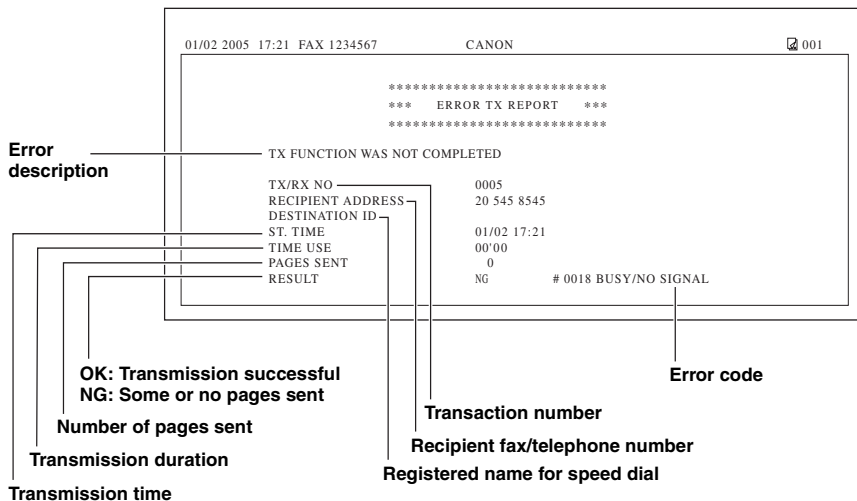 01/02 2005 17:21 FAX 1234567 CANON 001
***************************
*** ERROR TX REPORT ***
***************************
Error
description
TX FUNCTION WAS NOT COMPLETED
TX/RX NO 0005
RECIPIENT ADDRESS 20 545 8545
DESTINATION ID
ST. TIME 01/02 17:21
TIME USE 00'00
PAGES SENT 0
RESULT NG # 0018 BUSY/NO SIGNAL
OK: Transmission successful
NG: Some or no pages sent
Error code
Transaction number
Number of pages sent
Recipient fax/telephone number
Transmission duration
Registered name for speed dial
Transmission time